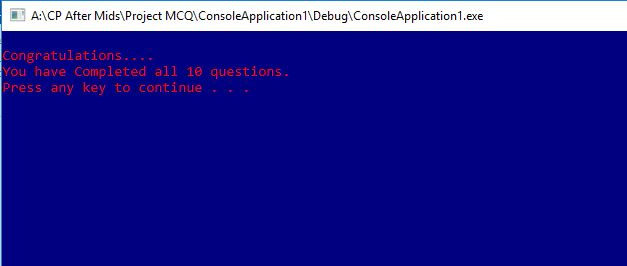 A:\CP After Mids\Project MCQ\ConsoleApplication1\Debug\ConsoleApplication1.exe
Congratulations....
You have Completed all 10 questions.
Press any key to continue . . .